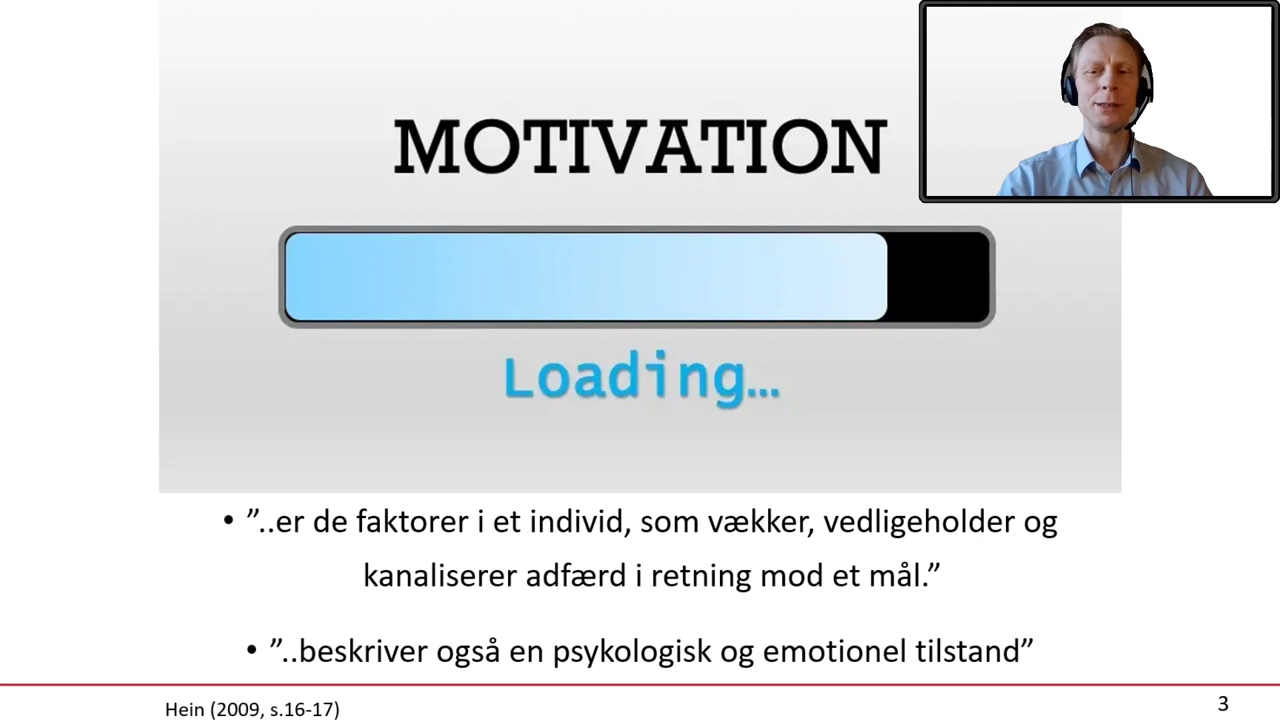 MOTIVATION
Loading...
• ”..er de faktorer i et individ, som vækker, vedligeholder og
kanaliserer adfærd i retning mod et mål.”
• ”..beskriver også en psykologisk og emotionel tilstand”
Hein (2009, s.16-17)
3